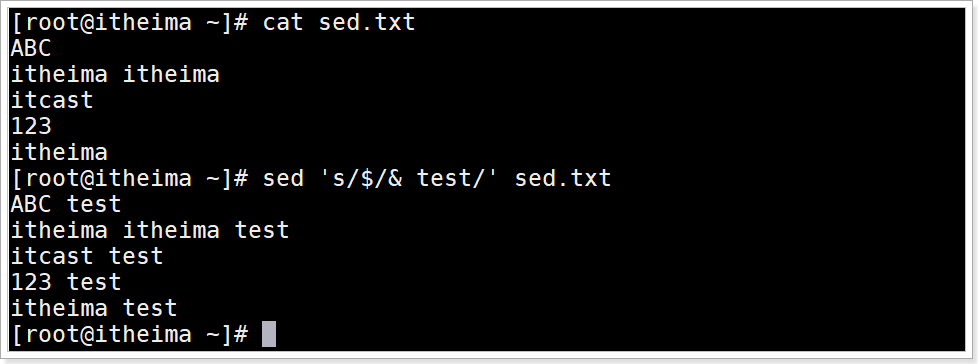 [root@itheima ~]# cat sed.txt
ABC
itheima itheima
itcast
123
itheima
[root@itheima ~]# sed 's/$/& test/' sed.txt
ABC test
itheima itheima test
itcast test
123 test
itheima test
[root@itheima ~]#